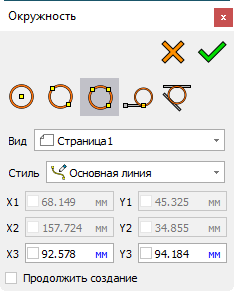 Окружность
Вид Страница1
Стиль Основная линия
X1 68.149 мм Y1 45.325 мм
X2 157.724 мм Y2 34.855 мм
X3 92.578 мм Y3 94.184 мм
Продолжить создание